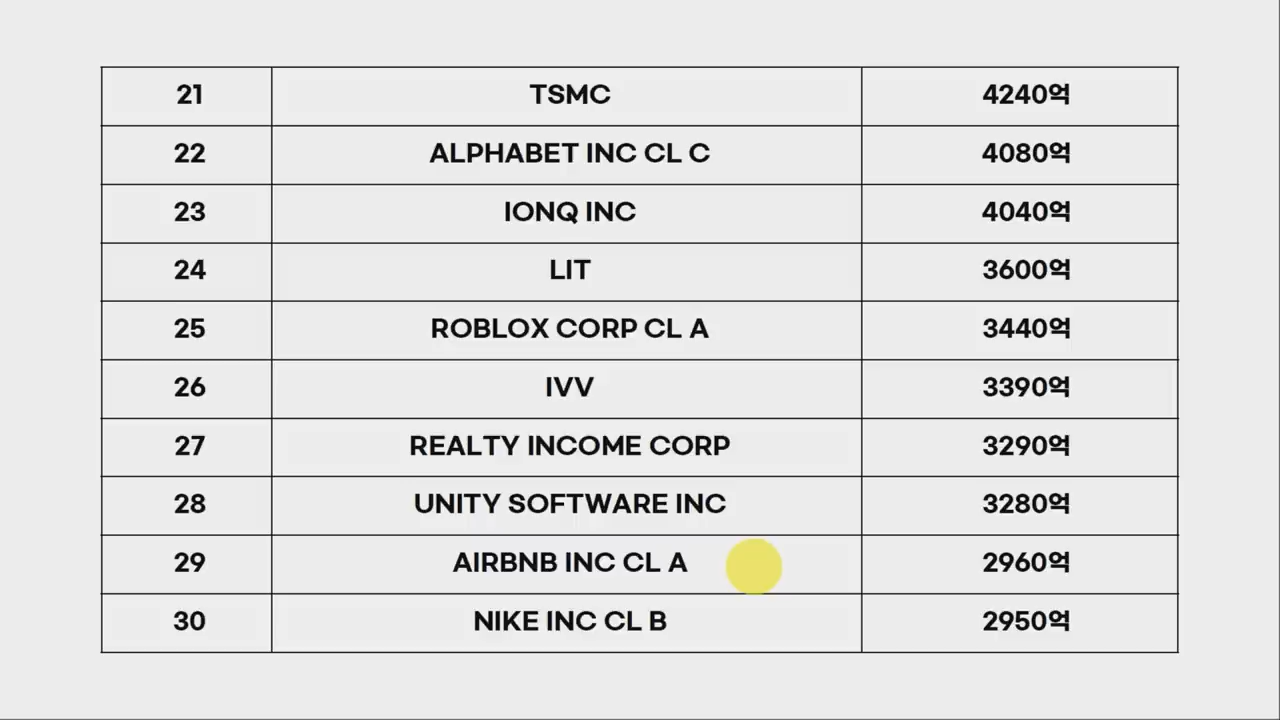 21 TSMC 4240억
22 ALPHABET INC CL C 4080억
23 IONQ INC 4040억
24 LIT 3600억
25 ROBLOX CORP CL A 3440억
26 IVV 3390억
27 REALTY INCOME CORP 3290억
28 UNITY SOFTWARE INC 3280억
29 AIRBNB INC CL A 2960억
30 NIKE INC CL B 2950억